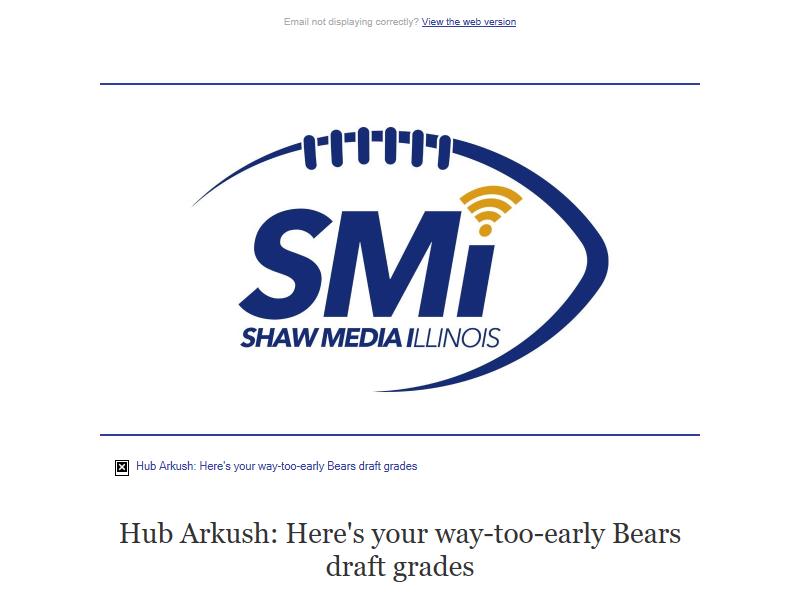 Email not displaying correctly? View the web version
SMi
SHAW MEDIA ILLINOIS
Hub Arkush: Here's your way-too-early Bears draft grades
Hub Arkush: Here's your way-too-early Bears
draft grades